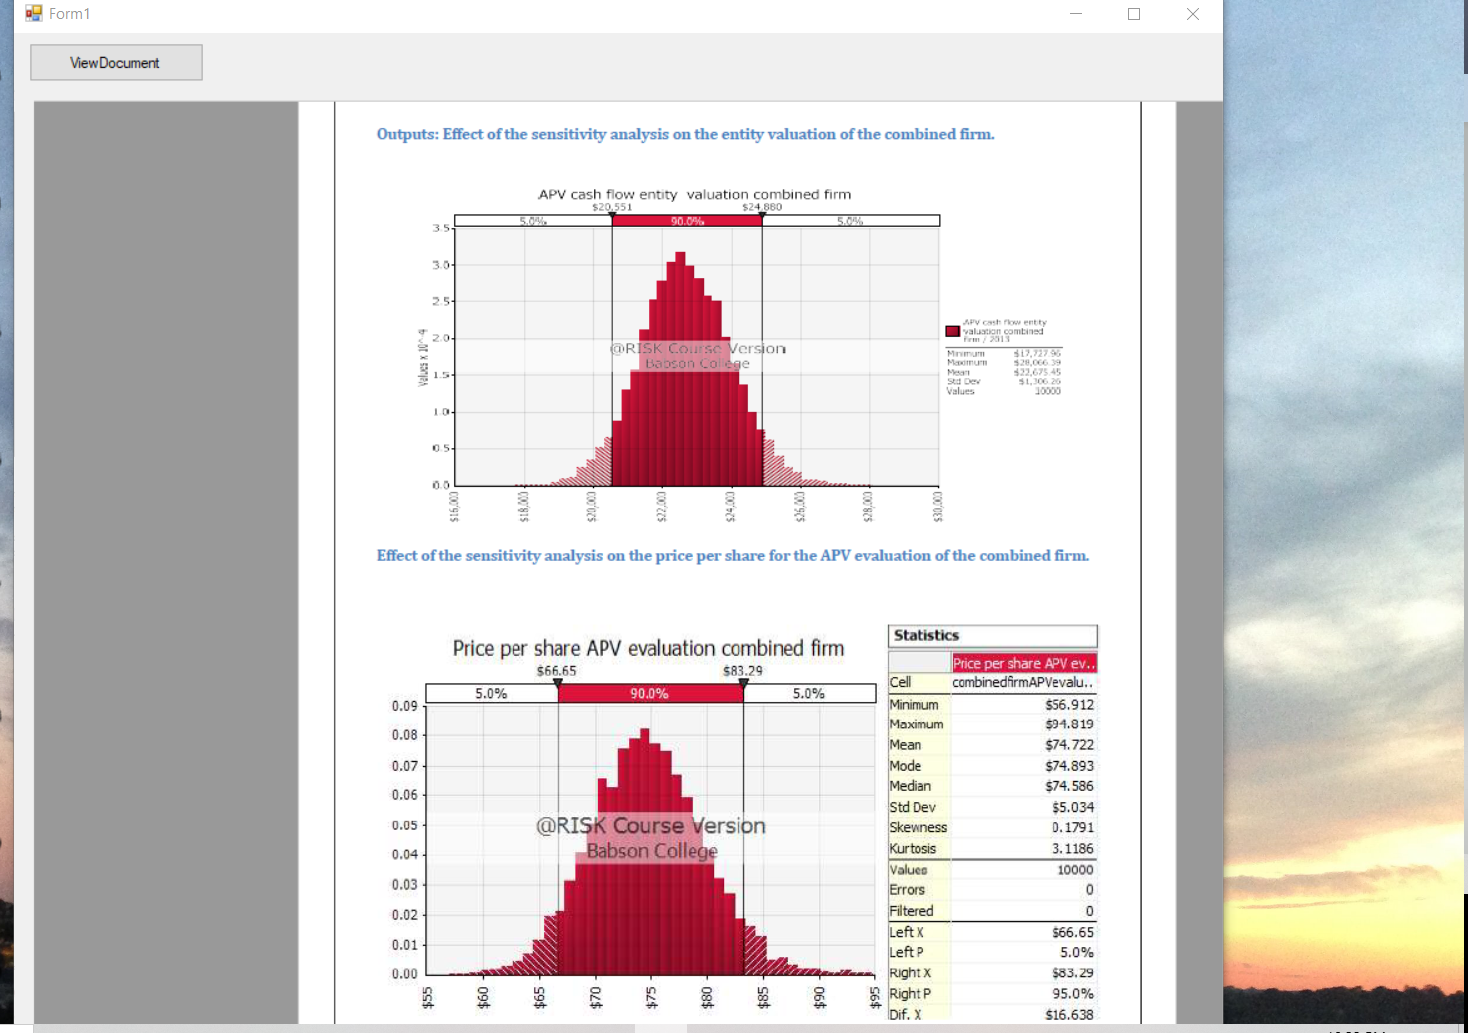 Form1
ViewDocument
Outputs: Effect of the sensitivity analysis on the entity valuation of the combined firm.
APV cash flow entity valuation combined firm
$20,551 $24,880
5.0% 90.0% 5.0%
3.5
3.0
2.5
2.0
1.5
1.0
0.5
0.0
Values x 10^-4
@RISK Course Version
Babson College
$16,000 $18,000 $20,000 $22,000 $24,000 $26,000 $28,000 $30,000
APV cash flow entity
valuation combined
firm / 2013
Minimum $17,727.96
Maximum $28,066.39
Mean $22,675.45
Std Dev $1,306.26
Values 10000
Effect of the sensitivity analysis on the price per share for the APV evaluation of the combined firm.
Price per share APV evaluation combined firm
$66.65 $83.29
5.0% 90.0% 5.0%
0.09
0.08
0.07
0.06
0.05
0.04
0.03
0.02
0.01
0.00
@RISK Course Version
Babson College
$55 $60 $65 $70 $75 $80 $85 $90 $95
Statistics
Price per share APV ev..
Cell combinedfirmAPVevalu..
Minimum $56.912
Maximum $94.819
Mean $74.722
Mode $74.893
Median $74.586
Std Dev $5.034
Skewness 0.1791
Kurtosis 3.1186
Values 10000
Errors 0
Filtered 0
Left X $66.65
Left P 5.0%
Right X $83.29
Right P 95.0%
Dif. X $16.638